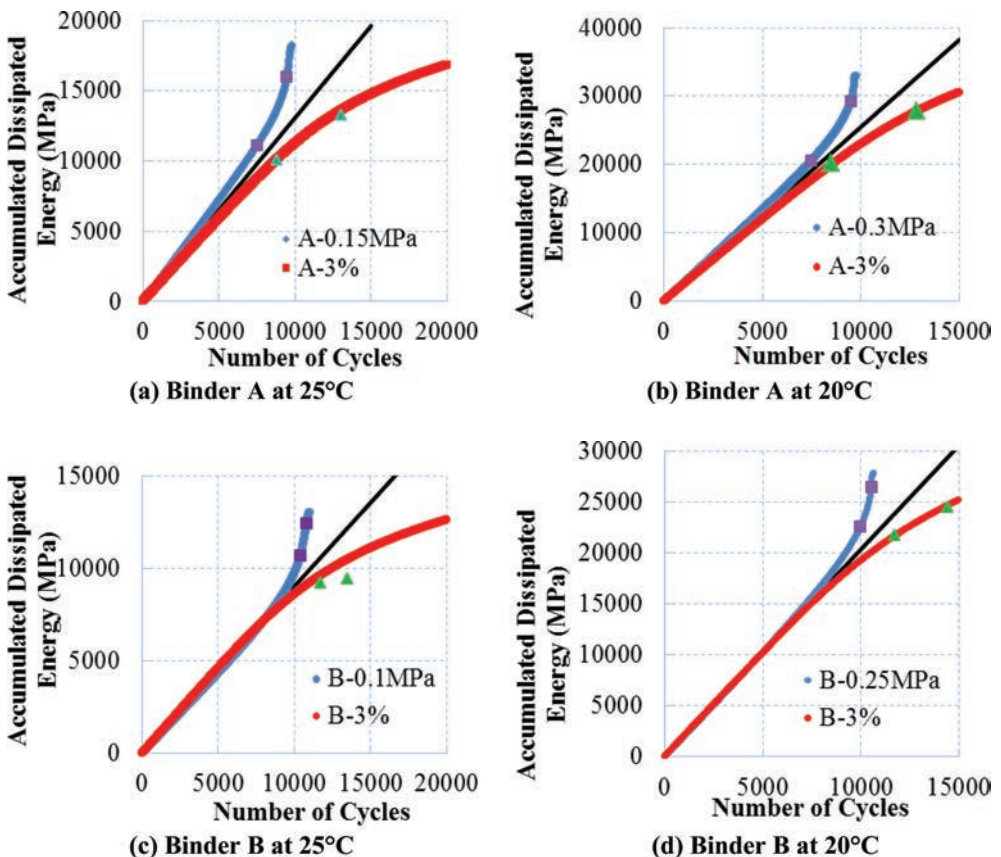 Accumulated Dissipated
Energy (MPa)
20000
15000
10000
5000
0
A-0.15MPa
A-3%
0 5000 10000 15000 20000
Number of Cycles
(a) Binder A at 25°C
Accumulated Dissipated
Energy (MPa)
40000
30000
20000
10000
0
A-0.3MPa
A-3%
0 5000 10000 15000
Number of Cycles
(b) Binder A at 20°C
Accumulated Dissipated
Energy (MPa)
15000
10000
5000
0
B-0.1MPa
B-3%
0 5000 10000 15000 20000
Number of Cycles
(c) Binder B at 25°C
Accumulated Dissipated
Energy (MPa)
30000
25000
20000
15000
10000
5000
0
B-0.25MPa
B-3%
0 5000 10000 15000
Number of Cycles
(d) Binder B at 20°C